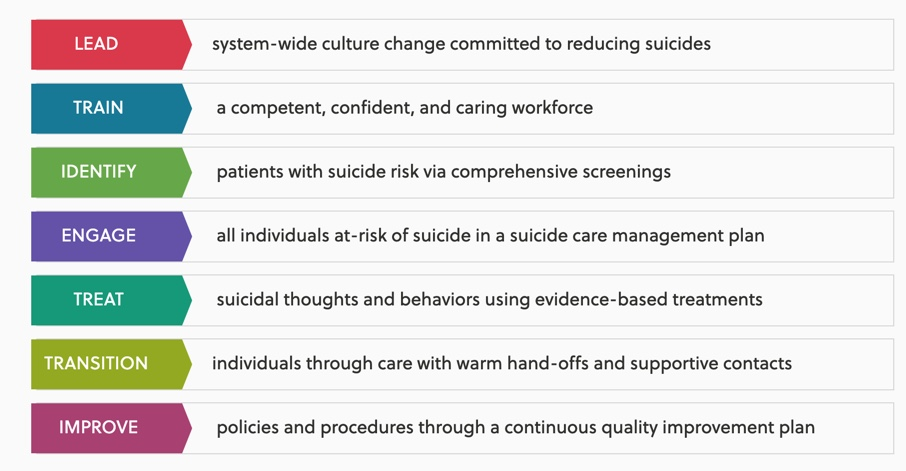 LEAD system-wide culture change committed to reducing suicides
TRAIN a competent, confident, and caring workforce
IDENTIFY patients with suicide risk via comprehensive screenings
ENGAGE all individuals at-risk of suicide in a suicide care management plan
TREAT suicidal thoughts and behaviors using evidence-based treatments
TRANSITION individuals through care with warm hand-offs and supportive contacts
IMPROVE policies and procedures through a continuous quality improvement plan